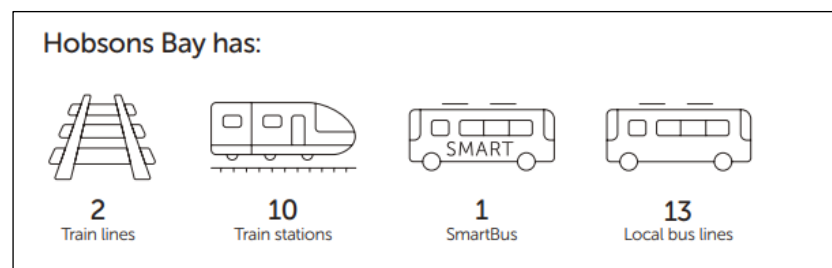 Hobsons Bay has:
SMART
2
Train lines
10
Train stations
1
SmartBus
13
Local bus lines